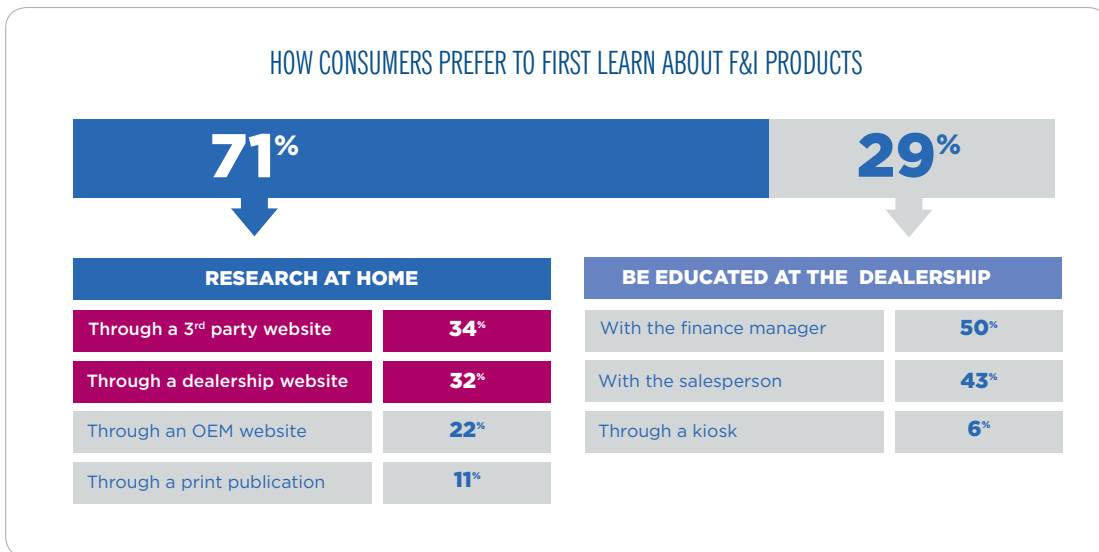 HOW CONSUMERS PREFER TO FIRST LEARN ABOUT F&I PRODUCTS
71%
29%
RESEARCH AT HOME
Through a 3rd party website 34%
Through a dealership website 32%
Through an OEM website 22%
Through a print publication 11%
BE EDUCATED AT THE DEALERSHIP
With the finance manager 50%
With the salesperson 43%
Through a kiosk 6%